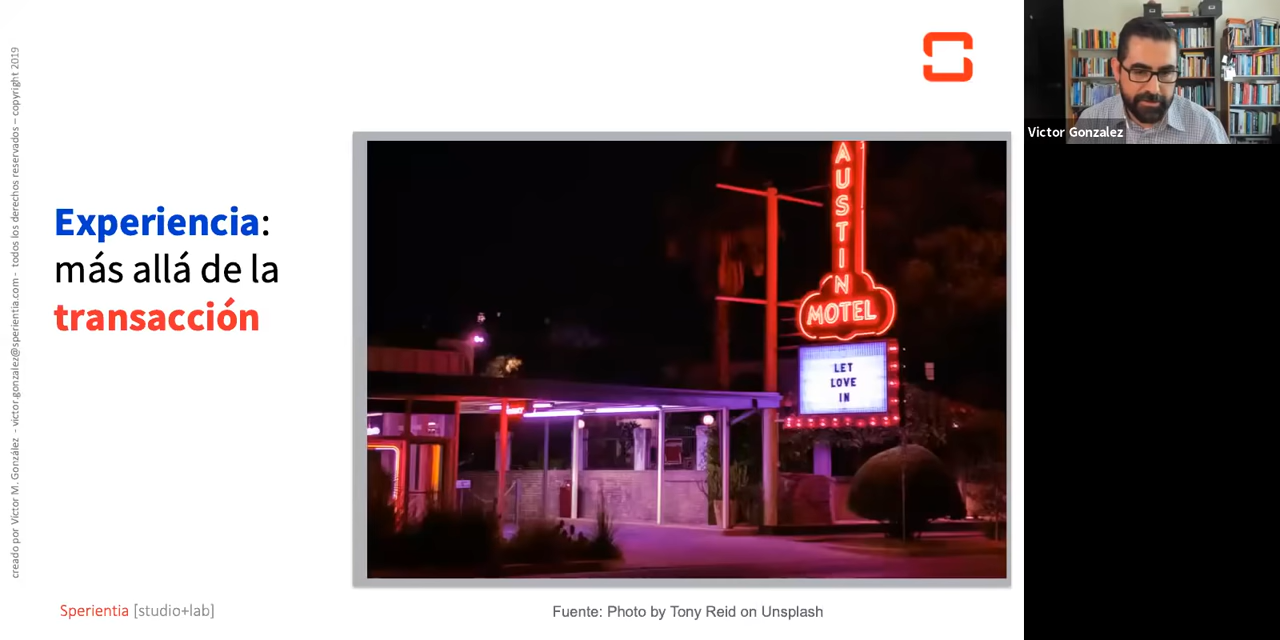 creado por Víctor M. González - victor.gonzalez@sperientia.com - todos los derechos reservados – copyright 2019
Experiencia:
más allá de la
transacción
AUSTIN
MOTEL
LET
LOVE
IN
Sperientia [studio+lab]
Fuente: Photo by Tony Reid on Unsplash
Victor Gonzalez